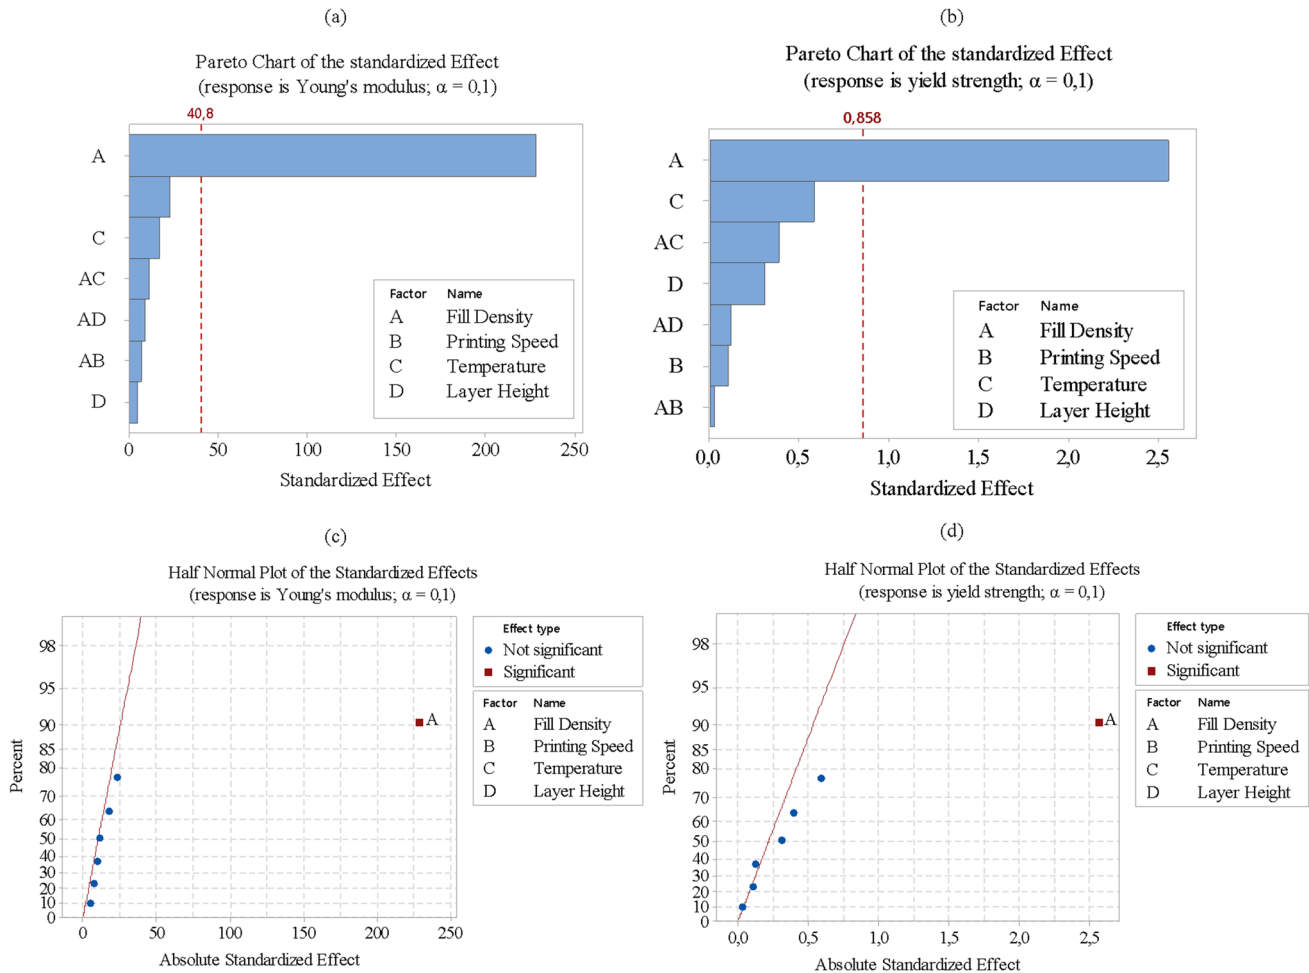 (a)
Pareto Chart of the standardized Effect
(response is Young's modulus; α = 0,1)
40,8
A
C
AC
AD
AB
D
Factor Name
A Fill Density
B Printing Speed
C Temperature
D Layer Height
0 50 100 150 200 250
Standardized Effect
(b)
Pareto Chart of the standardized Effect
(response is yield strength; α = 0,1)
0,858
A
C
AC
D
AD
B
AB
Factor Name
A Fill Density
B Printing Speed
C Temperature
D Layer Height
0,0 0,5 1,0 1,5 2,0 2,5
Standardized Effect
(c)
Half Normal Plot of the Standardized Effects
(response is Young's modulus; α = 0,1)
98
95
90
85
80
70
60
50
40
30
20
10
0
Percent
A
Effect type
Not significant
Significant
Factor Name
A Fill Density
B Printing Speed
C Temperature
D Layer Height
0 50 100 150 200 250
Absolute Standardized Effect
(d)
Half Normal Plot of the Standardized Effects
(response is yield strength; α = 0,1)
98
95
90
85
80
70
60
50
40
30
20
10
0
Percent
A
Effect type
Not significant
Significant
Factor Name
A Fill Density
B Printing Speed
C Temperature
D Layer Height
0,0 0,5 1,0 1,5 2,0 2,5
Absolute Standardized Effect